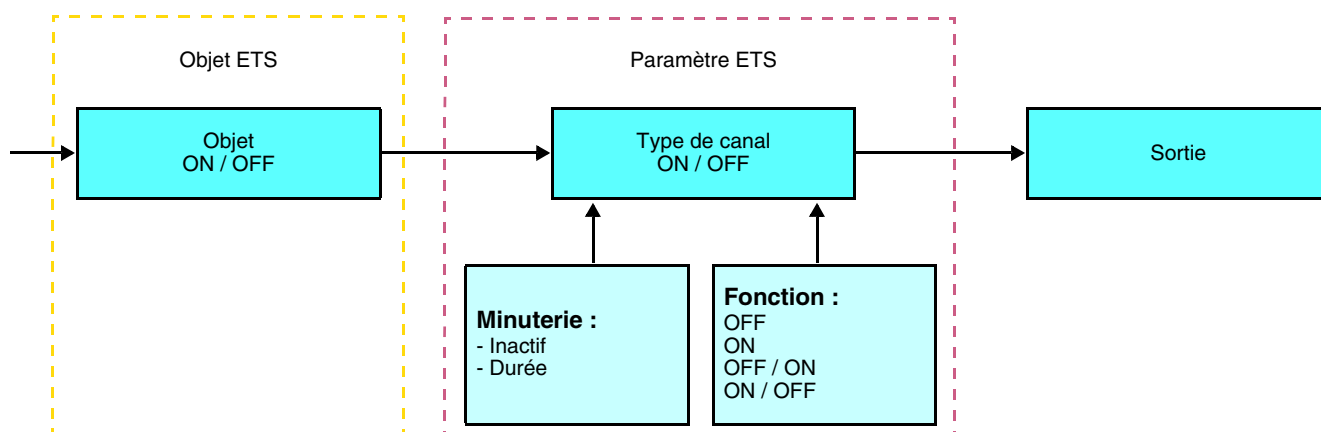 Objet ETS
Paramètre ETS
Objet
ON / OFF
Type de canal
ON / OFF
Sortie
Minuterie :
- Inactif
- Durée
Fonction :
OFF
ON
OFF / ON
ON / OFF